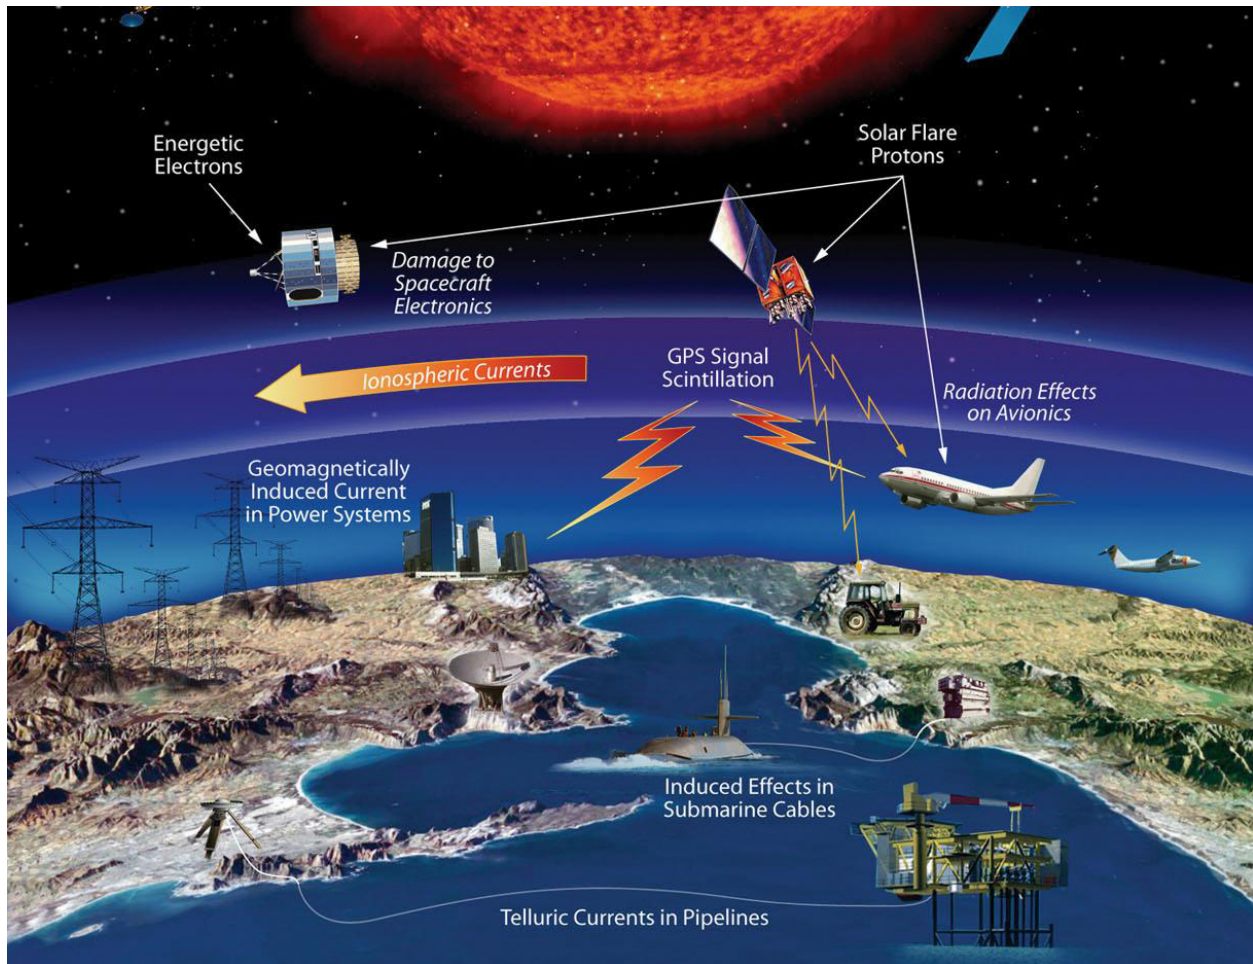 Energetic
Electrons
Solar Flare
Protons
Damage to
Spacecraft
Electronics
Ionospheric Currents
GPS Signal
Scintillation
Radiation Effects
on Avionics
Geomagnetically
Induced Current
in Power Systems
Induced Effects in
Submarine Cables
Telluric Currents in Pipelines